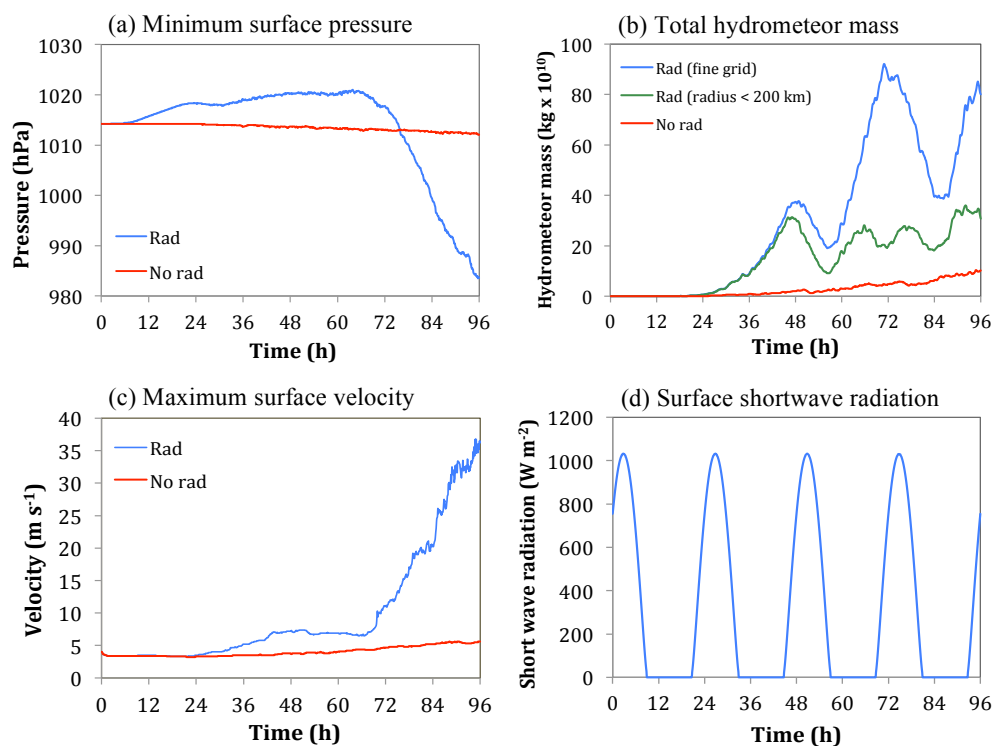 (a) Minimum surface pressure
1030
1020
1010
1000
990
980
0 12 24 36 48 60 72 84 96
Pressure (hPa)
Time (h)
Rad
No rad
(b) Total hydrometeor mass
100
80
60
40
20
0
0 12 24 36 48 60 72 84 96
Hydrometeor mass (kg x 10¹⁰)
Time (h)
Rad (fine grid)
Rad (radius < 200 km)
No rad
(c) Maximum surface velocity
40
35
30
25
20
15
10
5
0
0 12 24 36 48 60 72 84 96
Velocity (m s⁻¹)
Time (h)
Rad
No rad
(d) Surface shortwave radiation
1200
1000
800
600
400
200
0
0 12 24 36 48 60 72 84 96
Short wave radiation (W m⁻²)
Time (h)